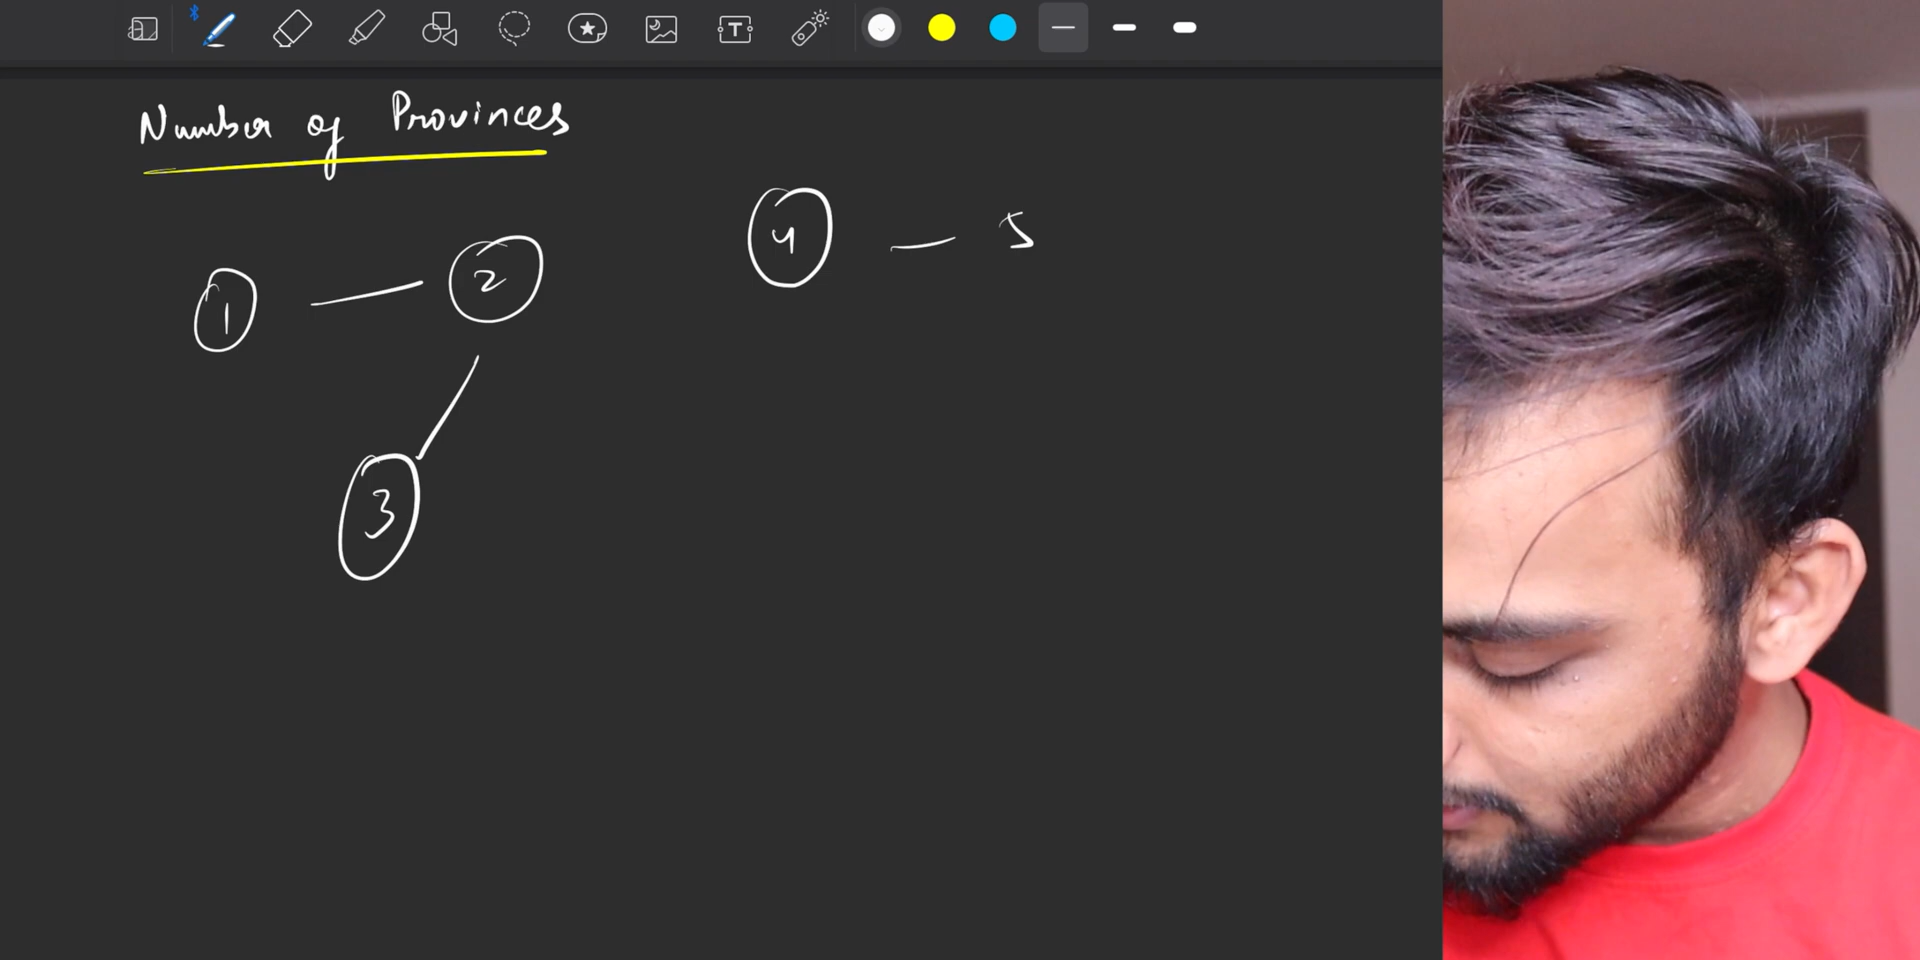 Number of Provinces
1 — 2
4 — 5
3